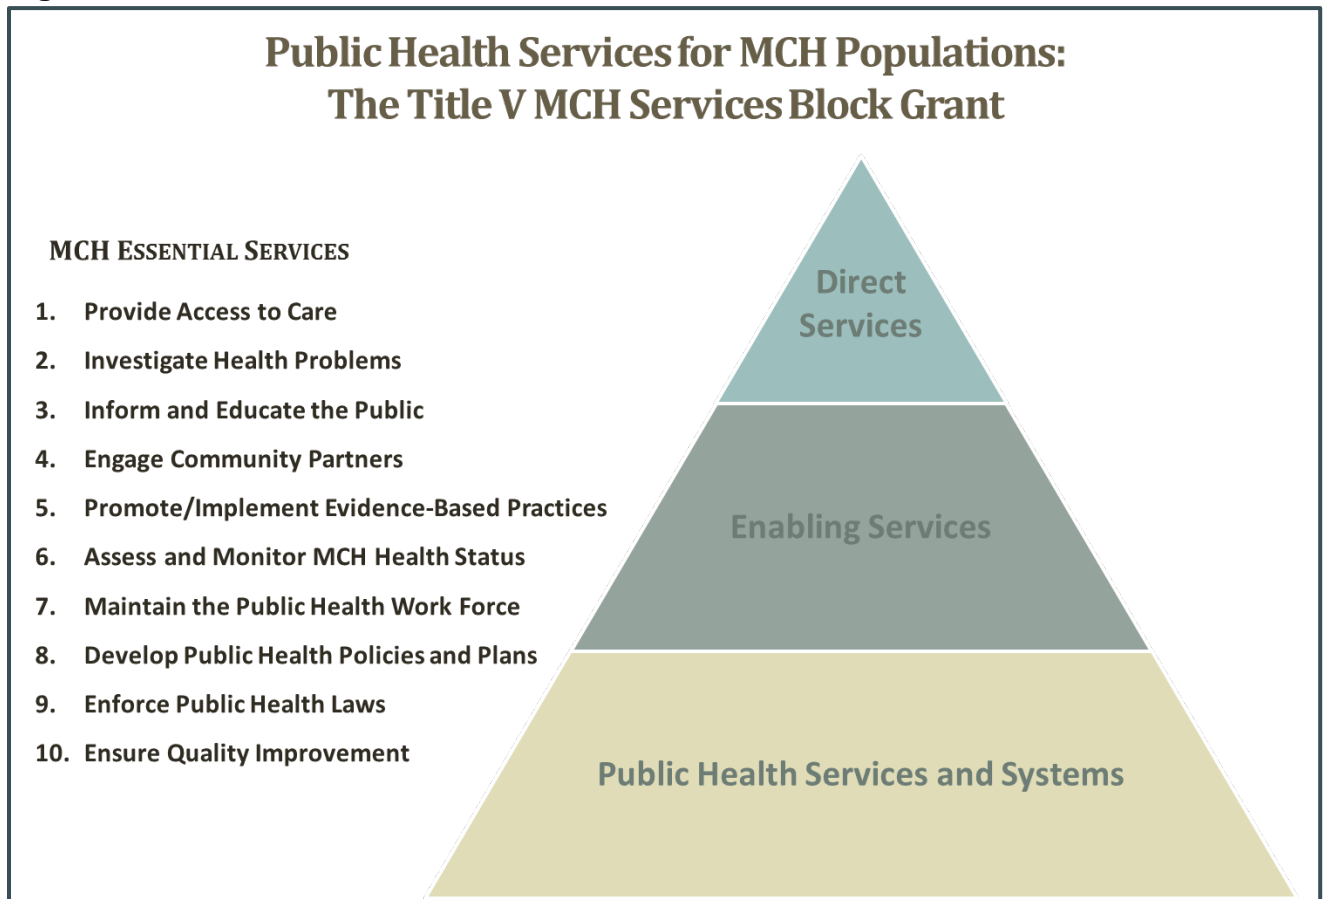 Public Health Services for MCH Populations:
The Title V MCH Services Block Grant
MCH ESSENTIAL SERVICES
1. Provide Access to Care
2. Investigate Health Problems
3. Inform and Educate the Public
4. Engage Community Partners
5. Promote/Implement Evidence-Based Practices
6. Assess and Monitor MCH Health Status
7. Maintain the Public Health Work Force
8. Develop Public Health Policies and Plans
9. Enforce Public Health Laws
10. Ensure Quality Improvement
Direct
Services
Enabling Services
Public Health Services and Systems